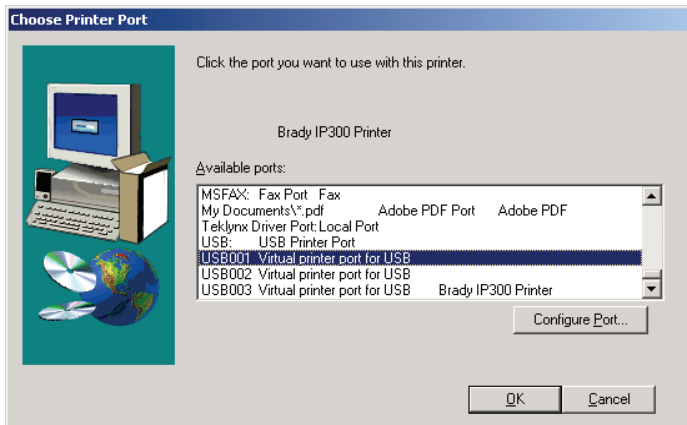 Choose Printer Port
Click the port you want to use with this printer.
Brady IP300 Printer
Available ports:
MSFAX: Fax Port Fax
My Documents\*.pdf Adobe PDF Port Adobe PDF
Teklynx Driver Port: Local Port
USB: USB Printer Port
USB001 Virtual printer port for USB
USB002 Virtual printer port for USB
USB003 Virtual printer port for USB Brady IP300 Printer
Configure Port...
OK Cancel